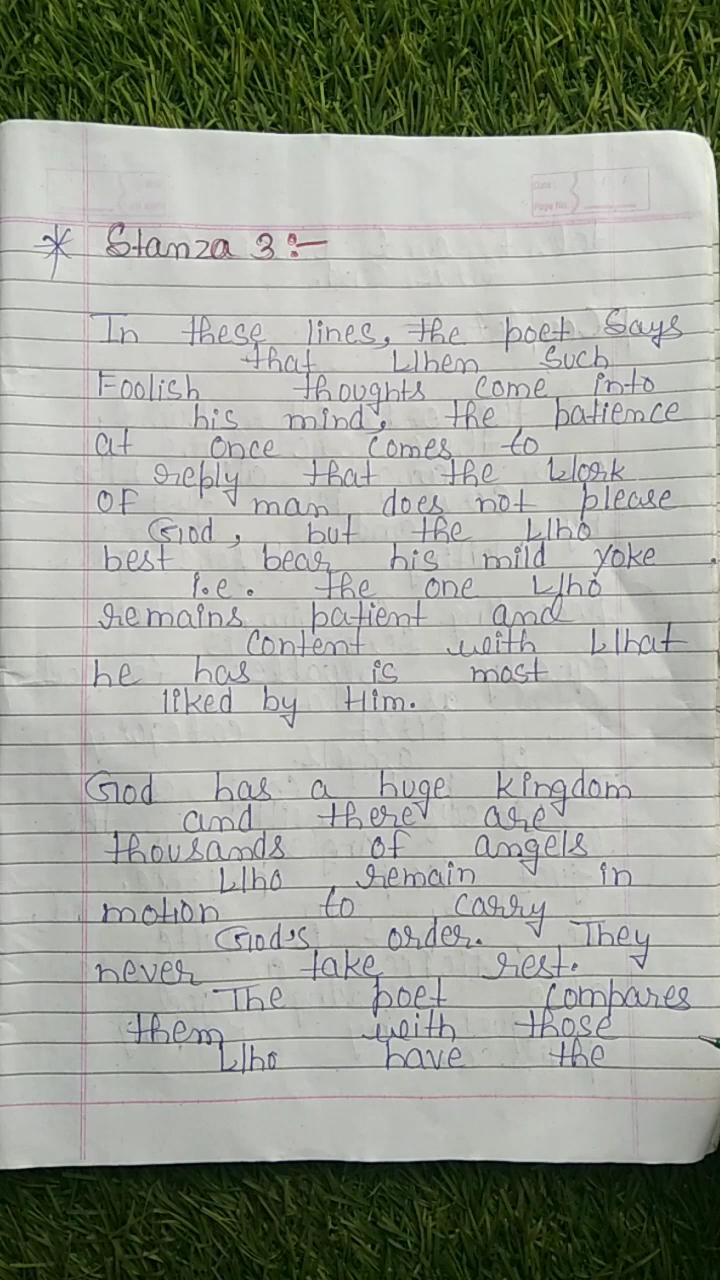 Date :
Page No.
* Stanza 3 :-
In these lines, the poet says
that when such
Foolish thoughts come into
his mind, the patience
at once comes to
reply that the work
of man does not please
God, but the who
best bear his mild yoke
i.e. the one who
remains patient and
content with what
he has is most
liked by Him.
God has a huge kingdom
and there are
thousands of angels
who remain in
motion to carry
God's order. They
never take rest.
The poet compares
them with those
who have the